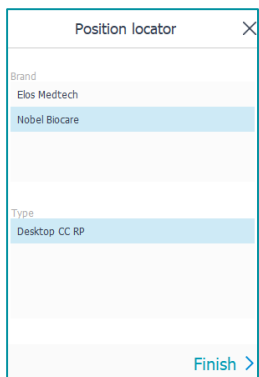 Position locator
Brand
Elos Medtech
Nobel Biocare
Type
Desktop CC RP
Finish